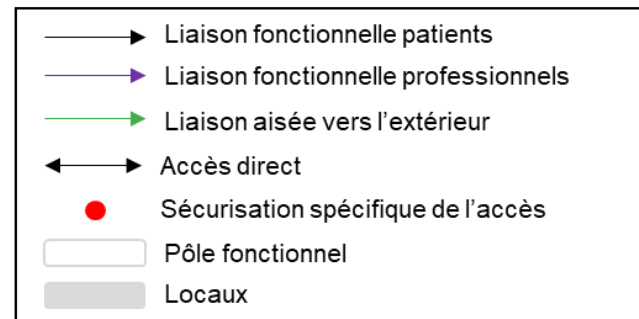 Liaison fonctionnelle patients
Liaison fonctionnelle professionnels
Liaison aisée vers l'extérieur
Accès direct
Sécurisation spécifique de l'accès
Pôle fonctionnel
Locaux